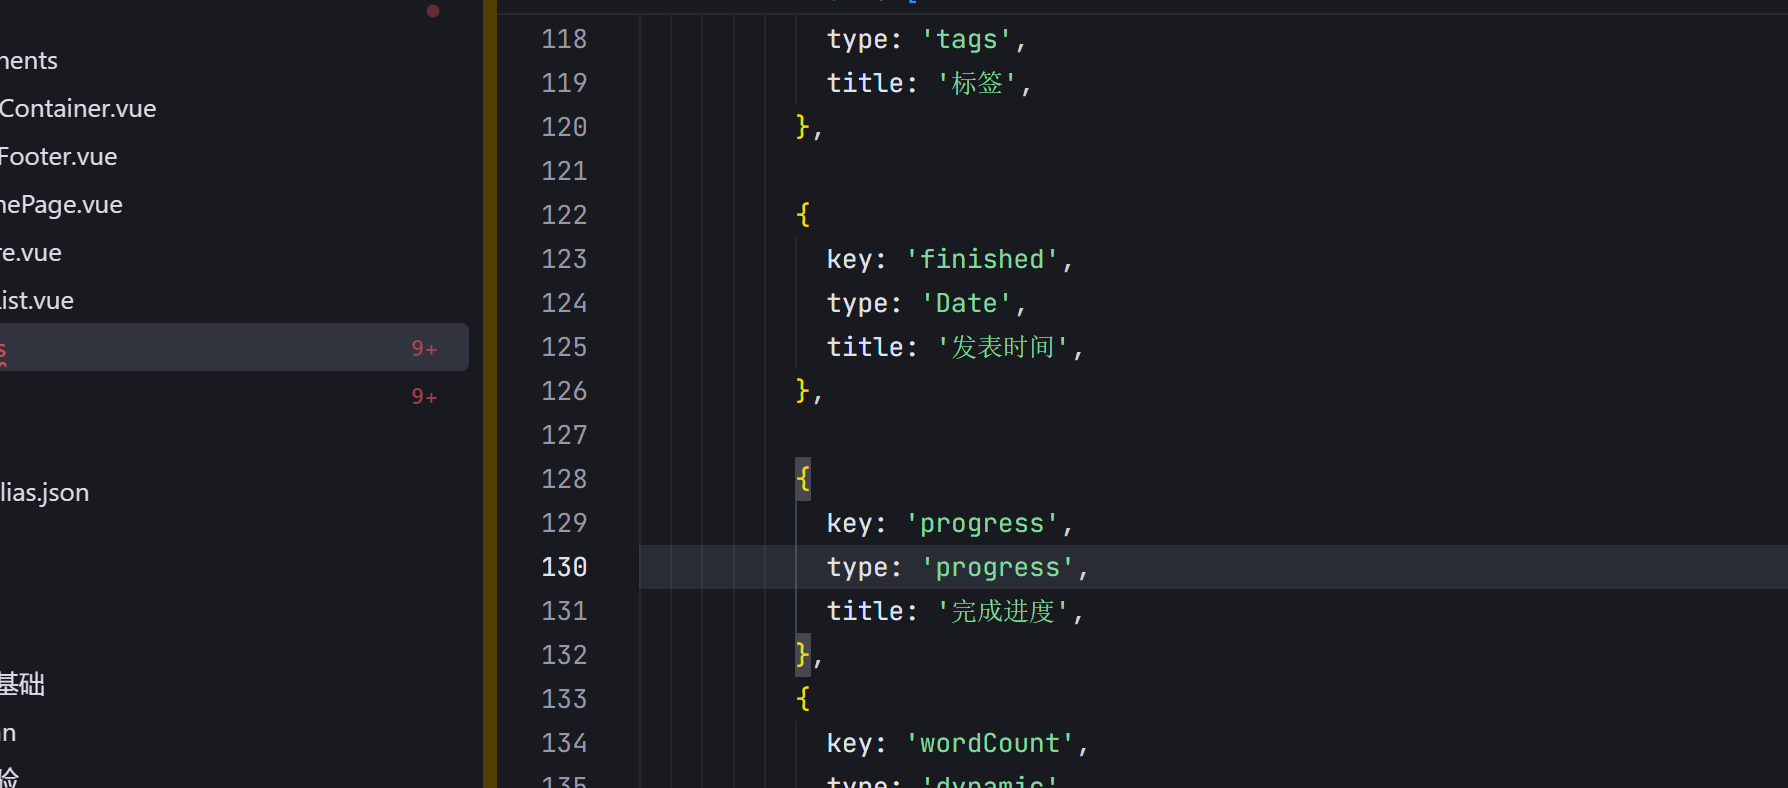 nents
Container.vue
Footer.vue
nePage.vue
re.vue
ist.vue
s 9+
9+
lias.json
基础
n
验
118 type: 'tags',
119 title: '标签',
120 },
121
122 {
123 key: 'finished',
124 type: 'Date',
125 title: '发表时间',
126 },
127
128 {
129 key: 'progress',
130 type: 'progress',
131 title: '完成进度',
132 },
133 {
134 key: 'wordCount',
135 type: 'dynamic'